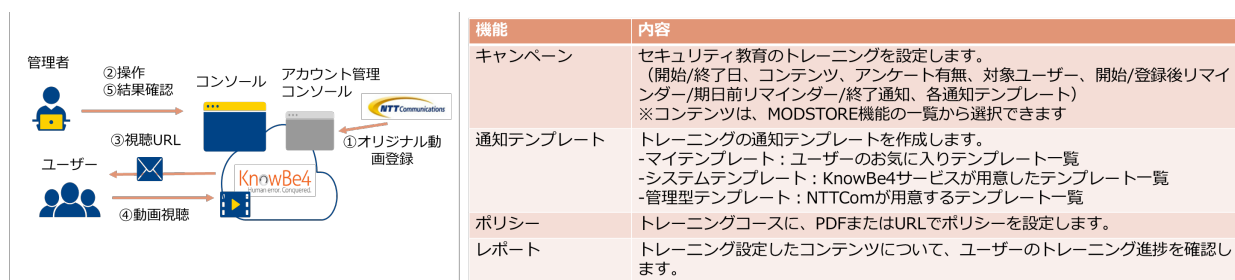 管理者
②操作
⑤結果確認
コンソール
アカウント管理
コンソール
NTT Communications
①オリジナル動
画登録
③視聴URL
ユーザー
KnowBe4
Human error. Conquered.
④動画視聴
機能 内容
キャンペーン セキュリティ教育のトレーニングを設定します。
（開始/終了日、コンテンツ、アンケート有無、対象ユーザー、開始/登録後リマイ
ンダー/期日前リマインダー/終了通知、各通知テンプレート）
※コンテンツは、MODSTORE機能の一覧から選択できます
通知テンプレート トレーニングの通知テンプレートを作成します。
-マイテンプレート：ユーザーのお気に入りテンプレート一覧
-システムテンプレート：KnowBe4サービスが用意したテンプレート一覧
-管理型テンプレート：NTTComが用意するテンプレート一覧
ポリシー トレーニングコースに、PDFまたはURLでポリシーを設定します。
レポート トレーニング設定したコンテンツについて、ユーザーのトレーニング進捗を確認し
ます。